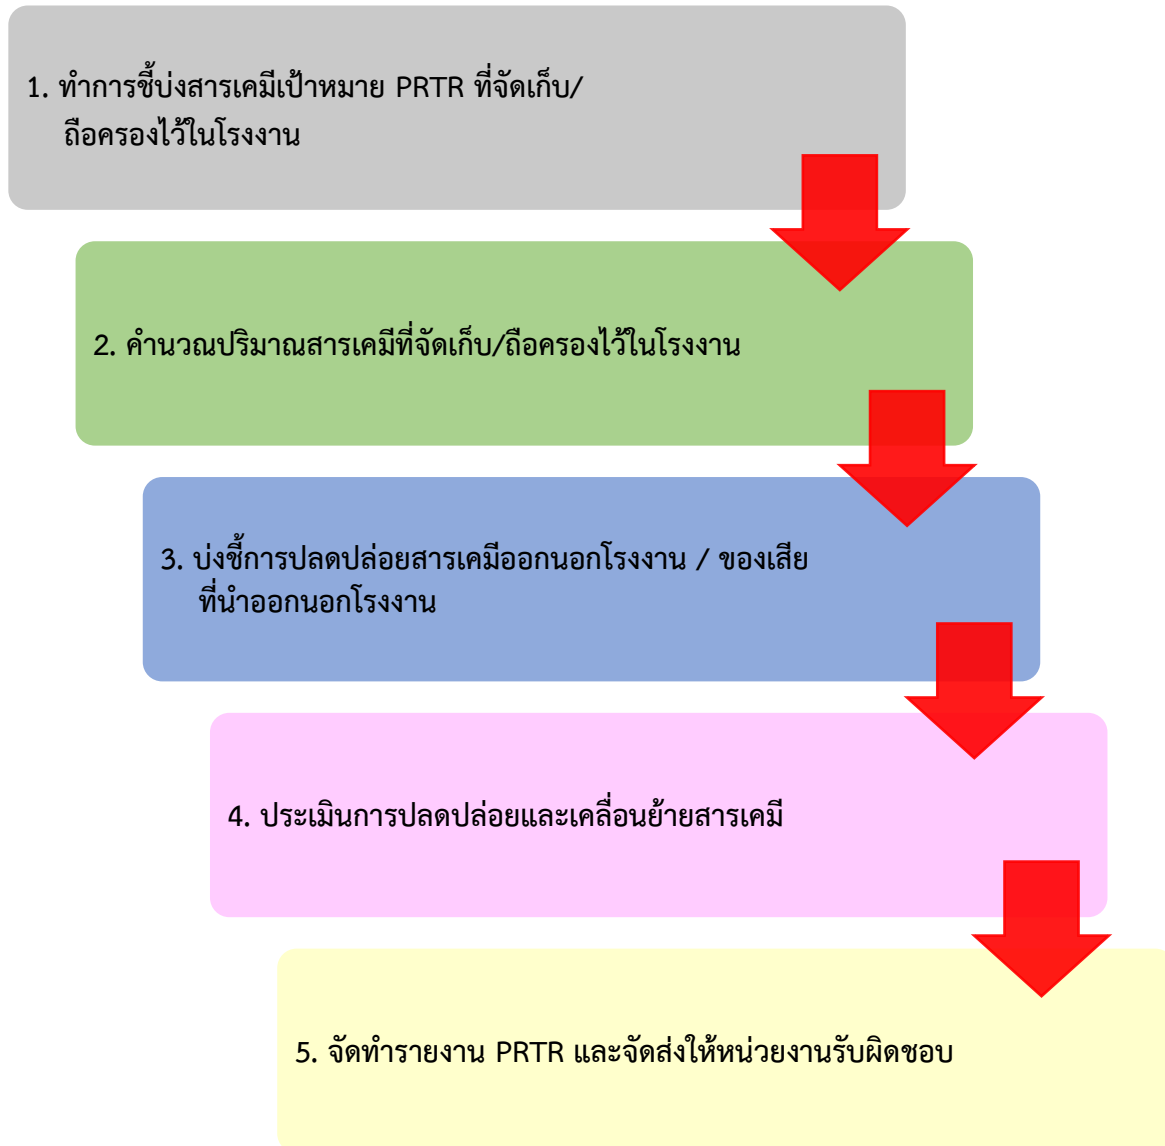 1. ทำการชี้บ่งสารเคมีเป้าหมาย PRTR ที่จัดเก็บ/
ถือครองไว้ในโรงงาน
2. คำนวณปริมาณสารเคมีที่จัดเก็บ/ถือครองไว้ในโรงงาน
3. บ่งชี้การปลดปล่อยสารเคมีออกนอกโรงงาน / ของเสีย
ที่นำออกนอกโรงงาน
4. ประเมินการปลดปล่อยและเคลื่อนย้ายสารเคมี
5. จัดทำรายงาน PRTR และจัดส่งให้หน่วยงานรับผิดชอบ